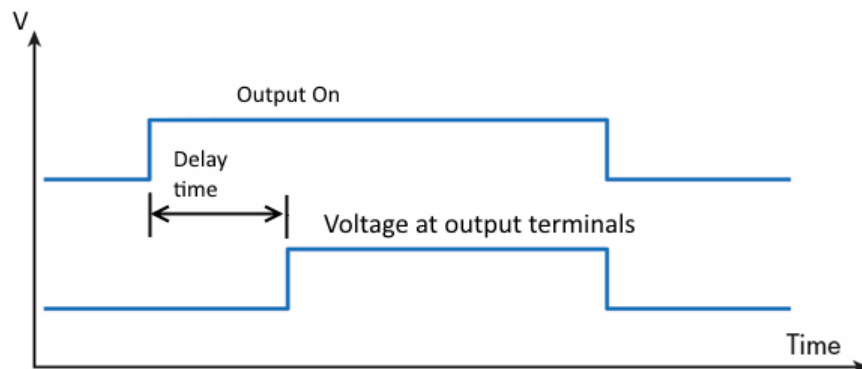 V
Output On
Delay
time
Voltage at output terminals
Time